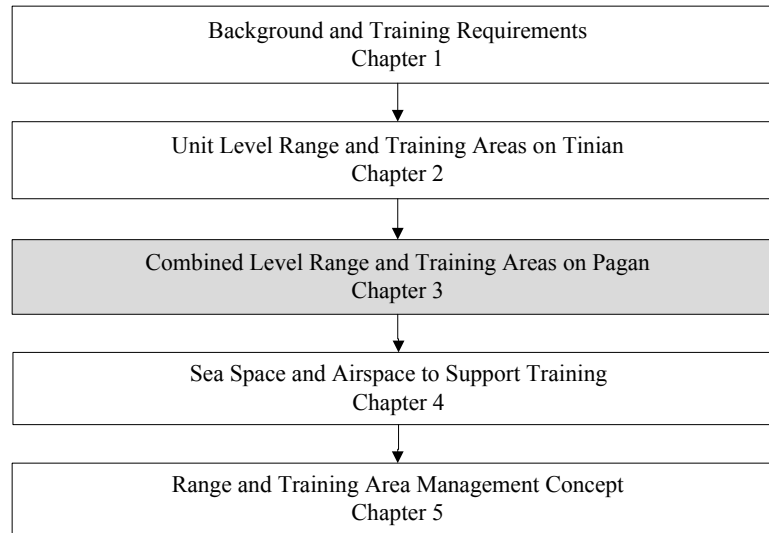 Background and Training Requirements
Chapter 1
Unit Level Range and Training Areas on Tinian
Chapter 2
Combined Level Range and Training Areas on Pagan
Chapter 3
Sea Space and Airspace to Support Training
Chapter 4
Range and Training Area Management Concept
Chapter 5